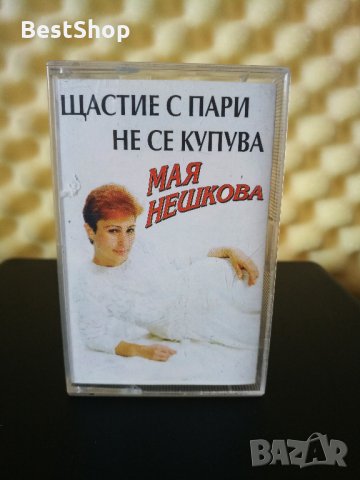 BestShop
ЩАСТИЕ С ПАРИ
НЕ СЕ КУПУВА
МАЯ
НЕШКОВА
BAZAR